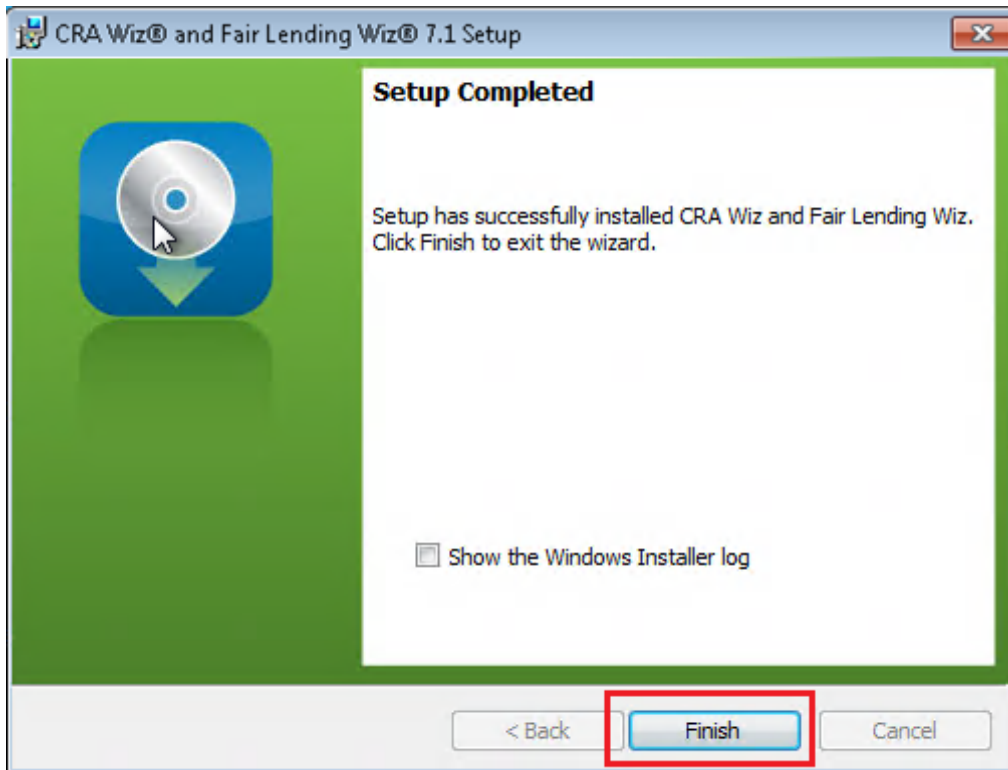 CRA Wiz® and Fair Lending Wiz® 7.1 Setup
Setup Completed
Setup has successfully installed CRA Wiz and Fair Lending Wiz.
Click Finish to exit the wizard.
Show the Windows Installer log
< Back
Finish
Cancel